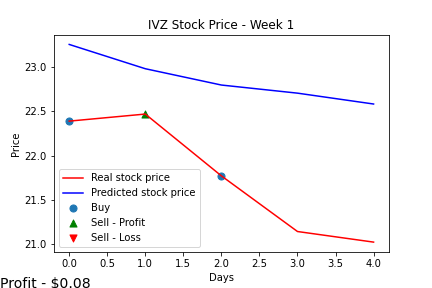 IVZ Stock Price - Week 1
Price
23.0
22.5
22.0
21.5
21.0
Real stock price
Predicted stock price
Buy
Sell - Profit
Sell - Loss
0.0 0.5 1.0 1.5 2.0 2.5 3.0 3.5 4.0
Days
Profit - $0.08